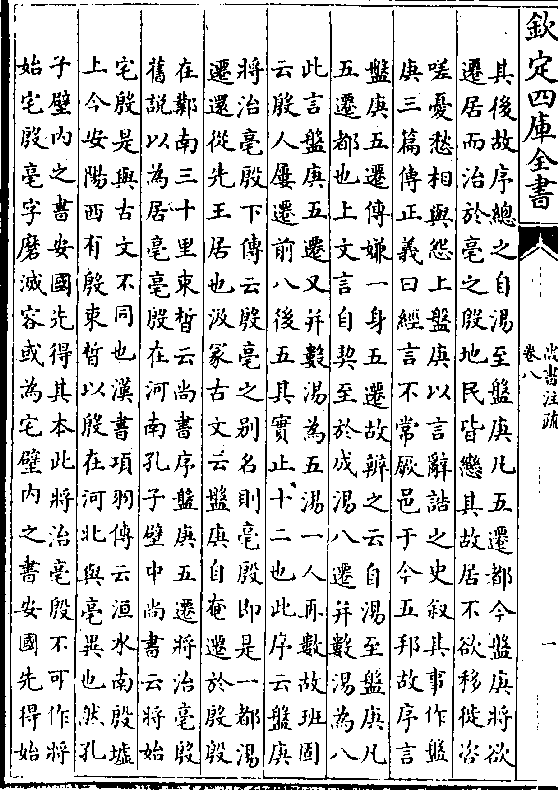 欽定四庫全書
尚書注疏
卷八
一
其後故序總之自湯至盤庚凡五遷都今盤庚將欲
遷居而治於亳之殷地民皆戀其故居不欲移徙咨
嗟憂愁相與怨上盤庚以言辭誥之史叙其事作盤
庚三篇傳正義曰經言不常厥邑于今五邦故序言
盤庚五遷傳嫌一身五遷故辨之云自湯至盤庚凡
五遷都也上文言自契至於成湯八遷并數湯為八
此言盤庚五遷又并數湯為五湯一人再數故班固
云殷人屢遷前八後五其實止十二也此序云盤庚
將治亳殷下傳云殷亳之别名則亳殷即是一都湯
遷還從先王居也汲冢古文云盤庚自奄遷於殷殷
在鄴南三十里束晳云尚書序盤庚五遷將治亳殷
舊說以為居亳亳殷在河南孔子壁中尚書云將始
宅殷是與古文不同也漢書項羽傳云洹水南殷墟
上今安陽西有殷束晳以殷在河北與亳異也然孔
子壁内之書安國先得其本此將治亳殷不可作將
始宅殷亳字磨滅容或為宅壁内之書安國先得始